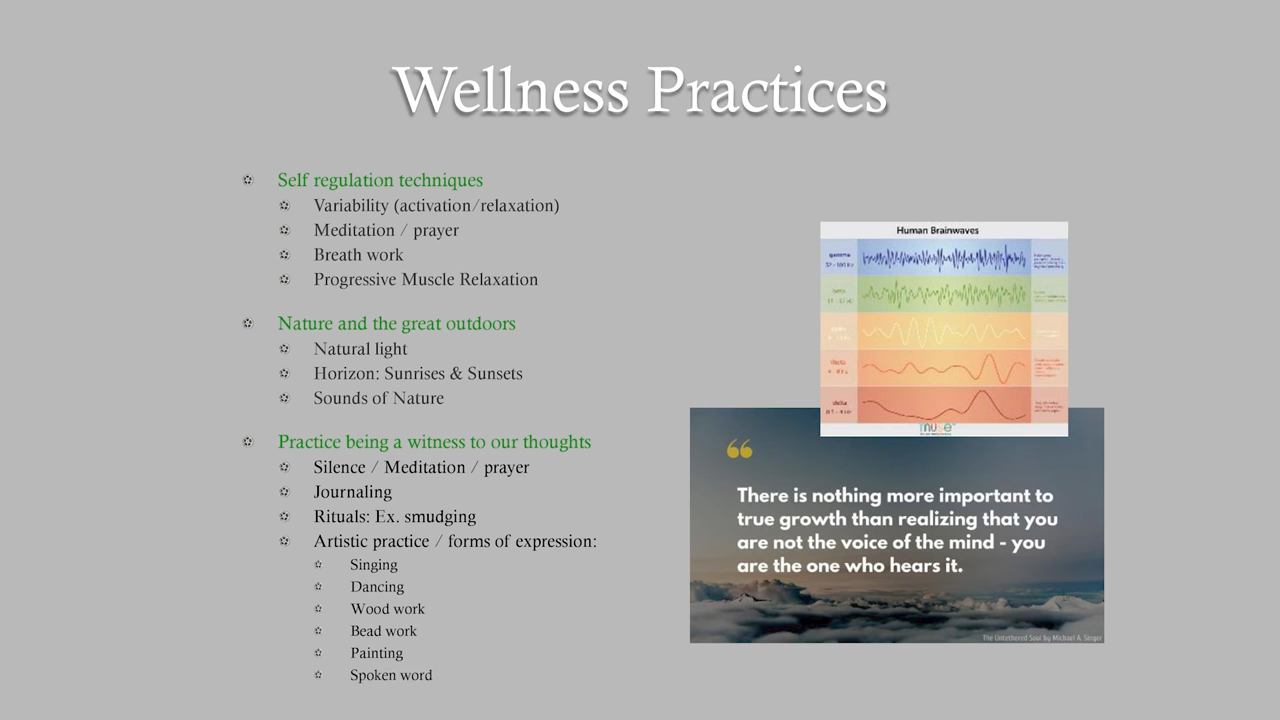 Wellness Practices
Self regulation techniques
Variability (activation/relaxation)
Meditation / prayer
Breath work
Progressive Muscle Relaxation
Nature and the great outdoors
Natural light
Horizon: Sunrises & Sunsets
Sounds of Nature
Practice being a witness to our thoughts
Silence / Meditation / prayer
Journaling
Rituals: Ex. smudging
Artistic practice / forms of expression:
Singing
Dancing
Wood work
Bead work
Painting
Spoken word
Human Brainwaves
gamma
delta
“
There is nothing more important to
true growth than realizing that you
are not the voice of the mind - you
are the one who hears it.
The Untethered Soul by Michael A. Singer